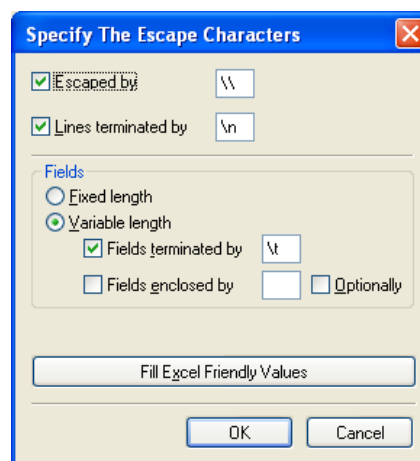 Specify The Escape Characters
Escaped by \\
Lines terminated by \n
Fields
Fixed length
Variable length
Fields terminated by \t
Fields enclosed by Optionally
Fill Excel Friendly Values
OK Cancel